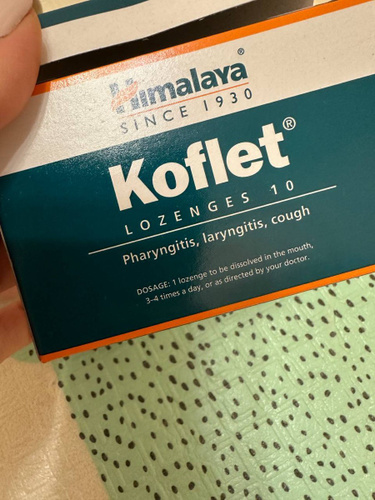 Himalaya®
SINCE 1930
Koflet®
LOZENGES 10
Pharyngitis, laryngitis, cough
DOSAGE: 1 lozenge to be dissolved in the mouth,
3–4 times a day, or as directed by your doctor.